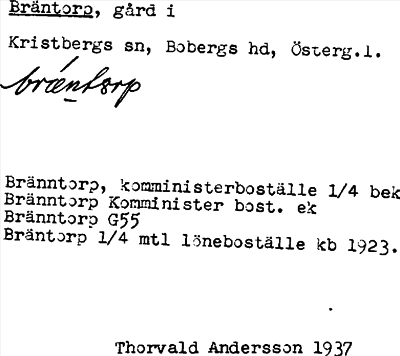 Bräntorp, gård i
Kristbergs sn, Bobergs hd, Österg.l.
bræntɔrp
Bränntorp, komministerboställe 1/4 bek
Bränntorp Komminister bost. ek
Bränntorp G55
Bräntorp 1/4 mtl löneboställe kb 1923.
Thorvald Andersson 1937